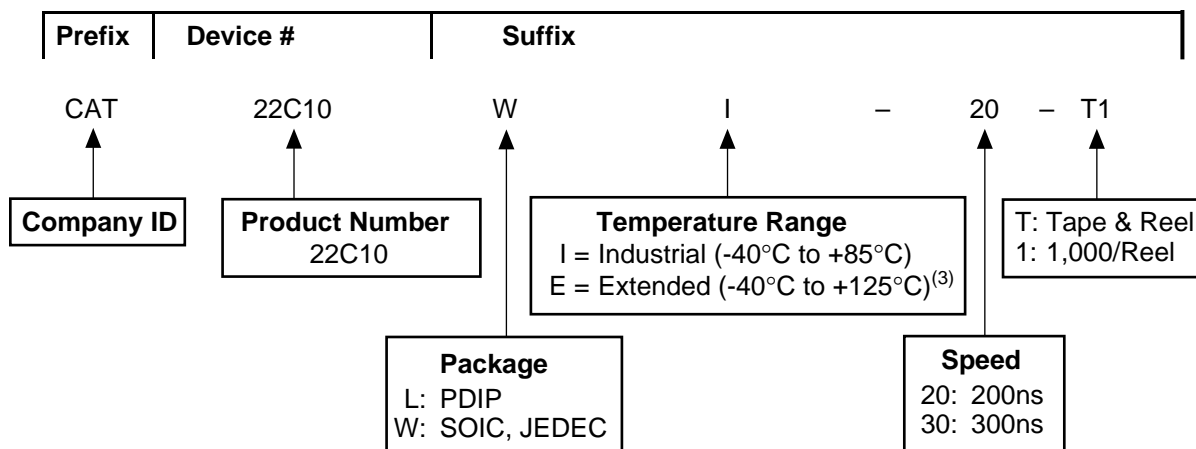 Prefix Device # Suffix
CAT 22C10 W I – 20 – T1
Company ID
Product Number
22C10
Temperature Range
I = Industrial (-40°C to +85°C)
E = Extended (-40°C to +125°C)(3)
T: Tape & Reel
1: 1,000/Reel
Package
L: PDIP
W: SOIC, JEDEC
Speed
20: 200ns
30: 300ns